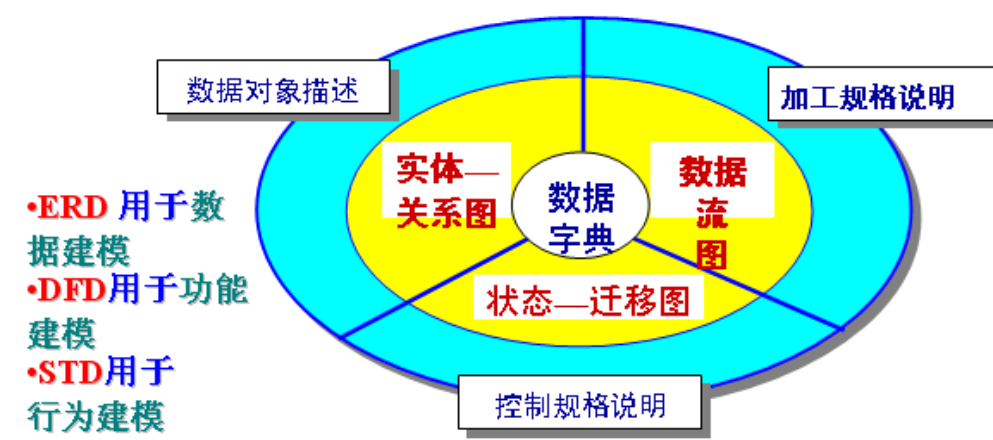 数据对象描述
加工规格说明
实体—
关系图
数据
流
图
数据
字典
状态—迁移图
控制规格说明
•ERD 用于数
据建模
•DFD用于功能
建模
•STD用于
行为建模